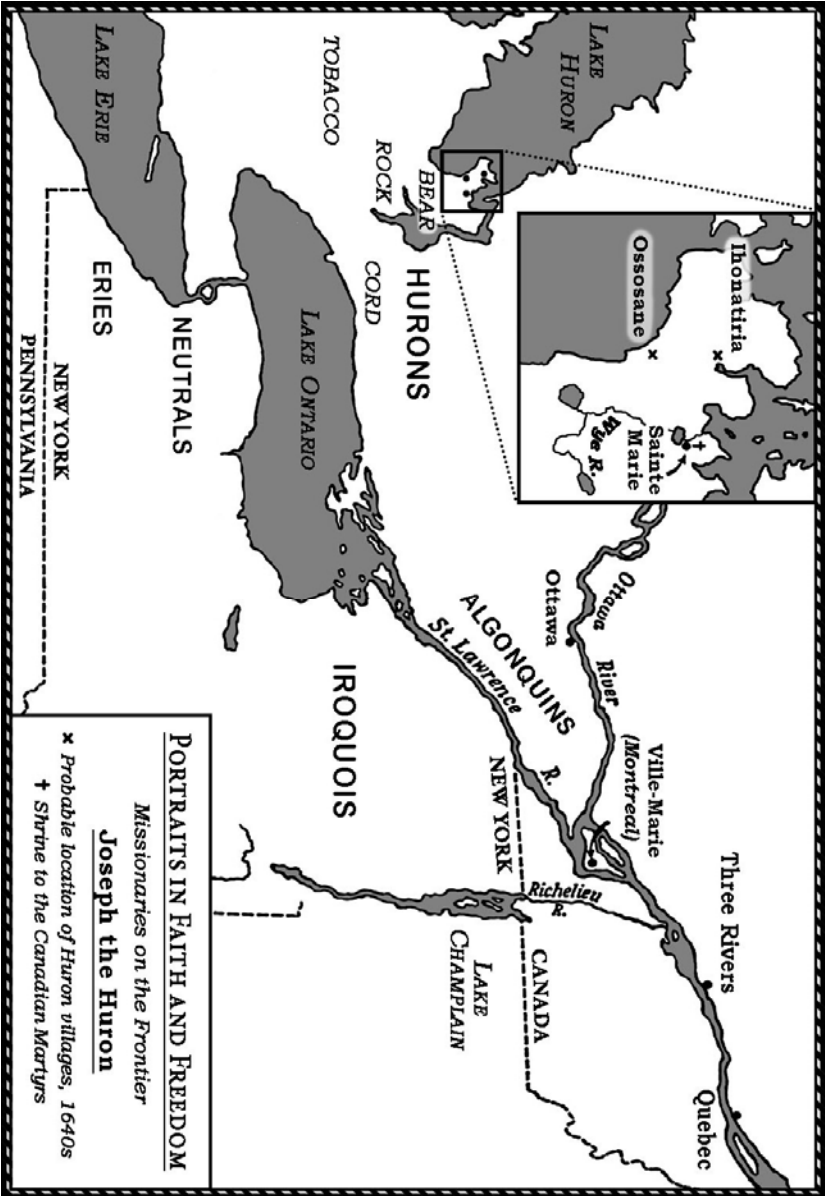 LAKE
HURON
TOBACCO
LAKE ERIE
ROCK
BEAR
CORD
HURONS
Ihonatiria
Ossosane
Sainte
Marie
Wye R.
LAKE ONTARIO
NEUTRALS
ERIES
NEW YORK
PENNSYLVANIA
Ottawa River
Ottawa
ALGONQUINS
St. Lawrence R.
IROQUOIS
Ville-Marie
(Montreal)
Three Rivers
Quebec
NEW YORK
CANADA
Richelieu
R.
LAKE
CHAMPLAIN
PORTRAITS IN FAITH AND FREEDOM
Missionaries on the Frontier
Joseph the Huron
× Probable location of Huron villages, 1640s
✝ Shrine to the Canadian Martyrs